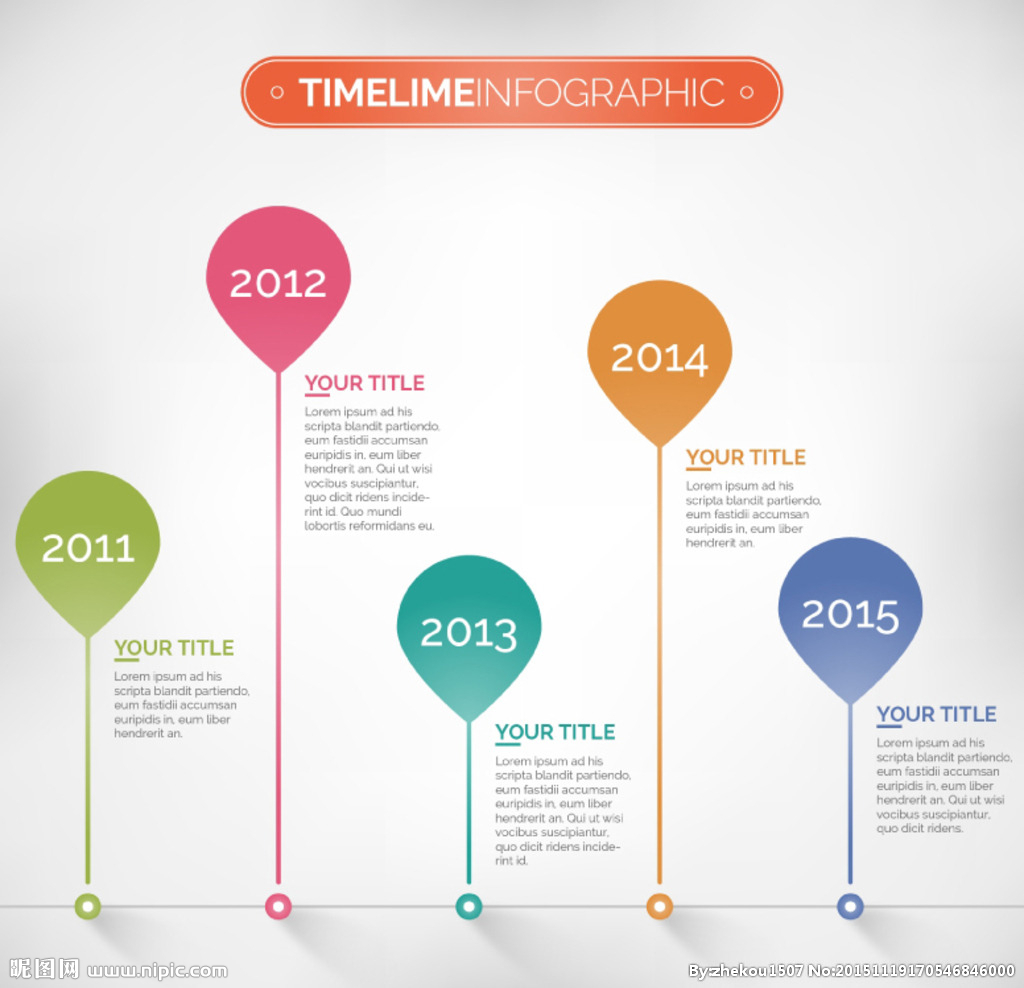 TIMELIMEINFOGRAPHIC
2012
YOUR TITLE
Lorem ipsum ad his
scripta blandit partiendo,
eum fastidii accumsan
euripidis in, eum liber
hendrerit an. Qui ut wisi
vocibus suscipiantur,
quo dicit ridens incide-
rint id. Quo mundi
lobortis reformidans eu.
2014
YOUR TITLE
Lorem ipsum ad his
scripta blandit partiendo,
eum fastidii accumsan
euripidis in, eum liber
hendrerit an.
2011
YOUR TITLE
Lorem ipsum ad his
scripta blandit partiendo,
eum fastidii accumsan
euripidis in, eum liber
hendrerit an.
2013
YOUR TITLE
Lorem ipsum ad his
scripta blandit partiendo,
eum fastidii accumsan
euripidis in, eum liber
hendrerit an. Qui ut wisi
vocibus suscipiantur,
quo dicit ridens incide-
rint id.
2015
YOUR TITLE
Lorem ipsum ad his
scripta blandit partiendo,
eum fastidii accumsan
euripidis in, eum liber
hendrerit an. Qui ut wisi
vocibus suscipiantur,
quo dicit ridens.
昵图网 www.nipic.com
By:zhekou1507 No:20151119170546846000